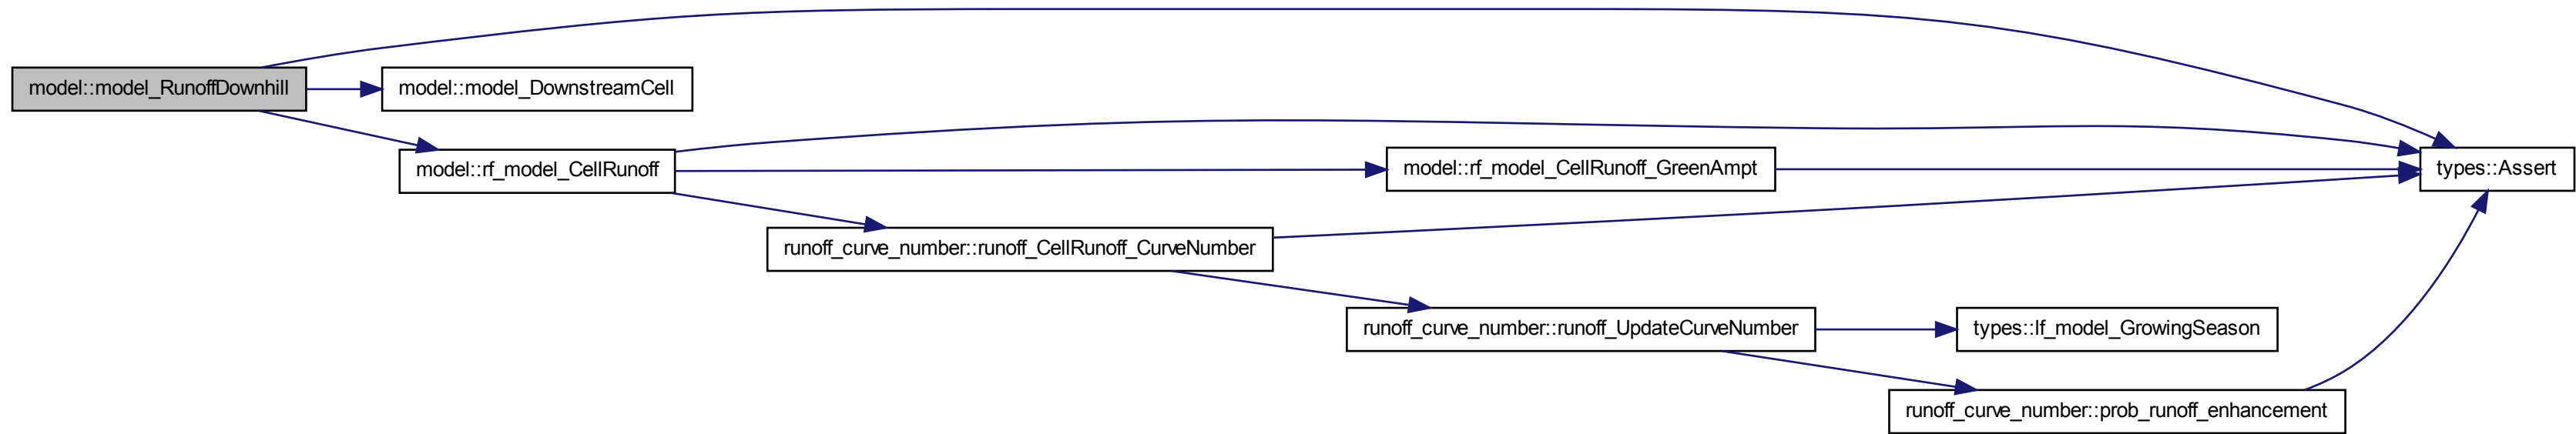 model::model_RunoffDownhill
model::model_DownstreamCell
model::rf_model_CellRunoff
model::rf_model_CellRunoff_GreenAmpt
types::Assert
runoff_curve_number::runoff_CellRunoff_CurveNumber
runoff_curve_number::runoff_UpdateCurveNumber
types::lf_model_GrowingSeason
runoff_curve_number::prob_runoff_enhancement